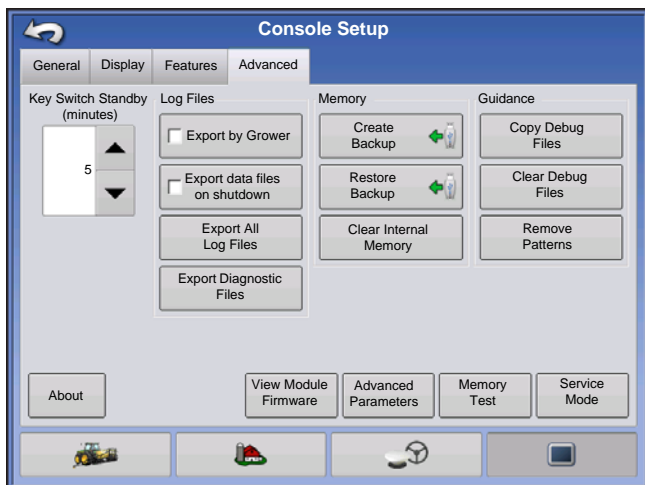 Console Setup
General Display Features Advanced
Key Switch Standby
(minutes)
5
Log Files
Export by Grower
Export data files
on shutdown
Export All
Log Files
Export Diagnostic
Files
Memory
Create
Backup
Restore
Backup
Clear Internal
Memory
Guidance
Copy Debug
Files
Clear Debug
Files
Remove
Patterns
About
View Module
Firmware
Advanced
Parameters
Memory
Test
Service
Mode